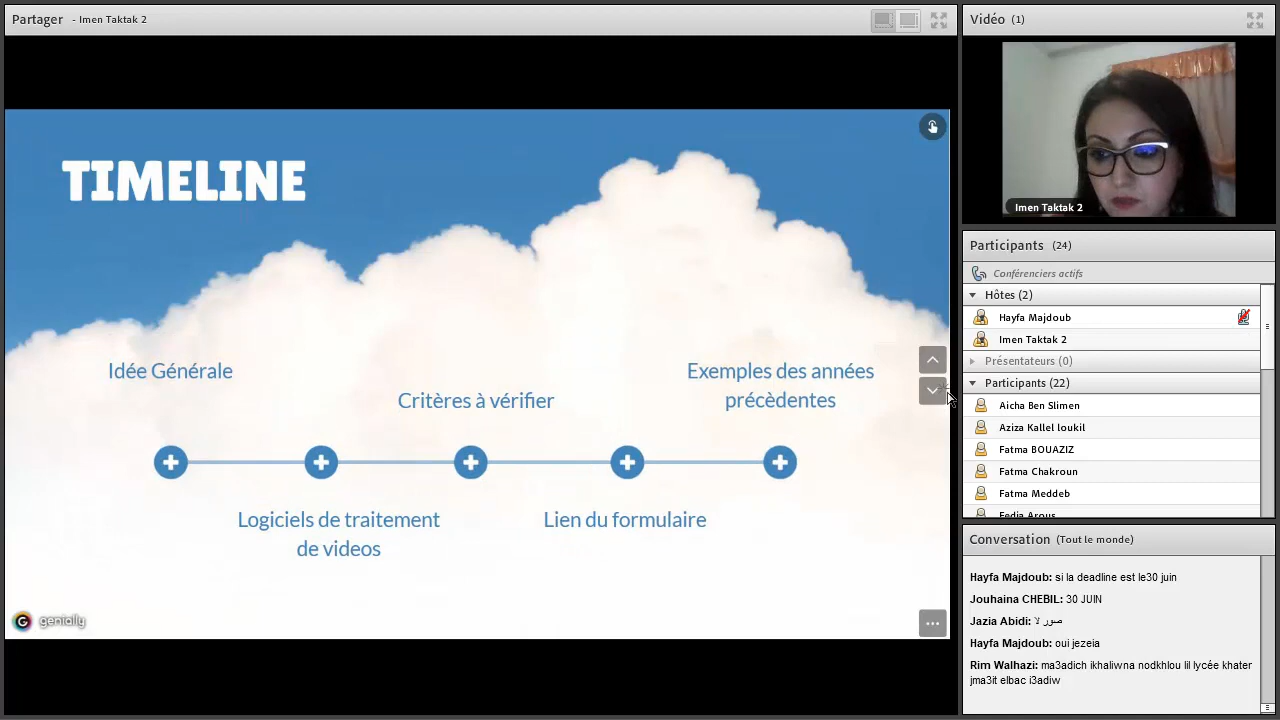 Partager - Imen Taktak 2
TIMELINE
Idée Générale
Exemples des années
précèdentes
Critères à vérifier
Logiciels de traitement
de videos
Lien du formulaire
genially
Vidéo (1)
Imen Taktak 2
Participants (24)
Conférenciers actifs
Hôtes (2)
Hayfa Majdoub
Imen Taktak 2
Présentateurs (0)
Participants (22)
Aicha Ben Slimen
Aziza Kallel loukil
Fatma BOUAZIZ
Fatma Chakroun
Fatma Meddeb
Fedia Arous
Conversation (Tout le monde)
Hayfa Majdoub: si la deadline est le30 juin
Jouhaina CHEBIL: 30 JUIN
Jazia Abidi: صور لا
Hayfa Majdoub: oui jezeia
Rim Walhazi: ma3adich ikhaliwna nodkhlou lil lycée khater
jma3it elbac i3adiw